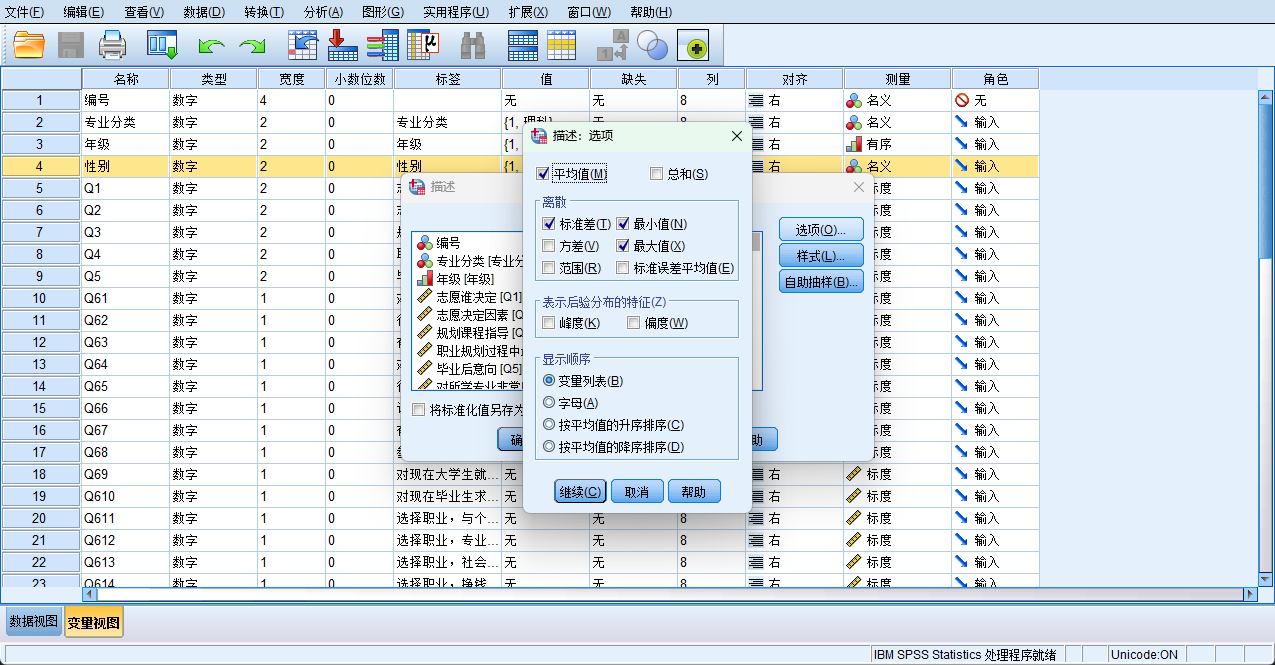 文件(F) 编辑(E) 查看(V) 数据(D) 转换(T) 分析(A) 图形(G) 实用程序(U) 扩展(X) 窗口(W) 帮助(H)
名称 类型 宽度 小数位数 标签 值 缺失 列 对齐 测量 角色
1 编号 数字 4 0 无 无 8 右 名义 无
2 专业分类 数字 2 0 专业分类 {1, 理科} 无 8 右 名义 输入
3 年级 数字 2 0 年级 {1, 右 有序 输入
4 性别 数字 2 0 性别 {1, 右 名义 输入
5 Q1 数字 2 0 标度 输入
6 Q2 数字 2 0 标度 输入
7 Q3 数字 2 0 标度 输入
8 Q4 数字 2 0 标度 输入
9 Q5 数字 2 0 标度 输入
10 Q61 数字 1 0 标度 输入
11 Q62 数字 1 0 标度 输入
12 Q63 数字 1 0 标度 输入
13 Q64 数字 1 0 标度 输入
14 Q65 数字 1 0 标度 输入
15 Q66 数字 1 0 标度 输入
16 Q67 数字 1 0 标度 输入
17 Q68 数字 1 0 标度 输入
18 Q69 数字 1 0 对现在大学生就... 无 右 标度 输入
19 Q610 数字 1 0 对现在毕业生求... 无 右 标度 输入
20 Q611 数字 1 0 选择职业，与个... 无 无 8 右 标度 输入
21 Q612 数字 1 0 选择职业，专业... 无 无 8 右 标度 输入
22 Q613 数字 1 0 选择职业，社会... 无 无 8 右 标度 输入
23 Q614 数字 1 0 选择职业，挣钱... 无 无 8 右 标度 输入
描述
编号
专业分类 [专业分
年级 [年级]
志愿谁决定 [Q1]
志愿决定因素 [Q
规划课程指导 [Q
职业规划过程中
毕业后意向 [Q5]
对所学专业非常
将标准化值另存为
确
助
选项(O)...
样式(L)...
自助抽样(B)...
描述：选项
平均值(M) 总和(S)
离散
标准差(T) 最小值(N)
方差(V) 最大值(X)
范围(R) 标准误差平均值(E)
表示后验分布的特征(Z)
峰度(K) 偏度(W)
显示顺序
变量列表(B)
字母(A)
按平均值的升序排序(C)
按平均值的降序排序(D)
继续(C) 取消 帮助
数据视图 变量视图
IBM SPSS Statistics 处理程序就绪 Unicode:ON